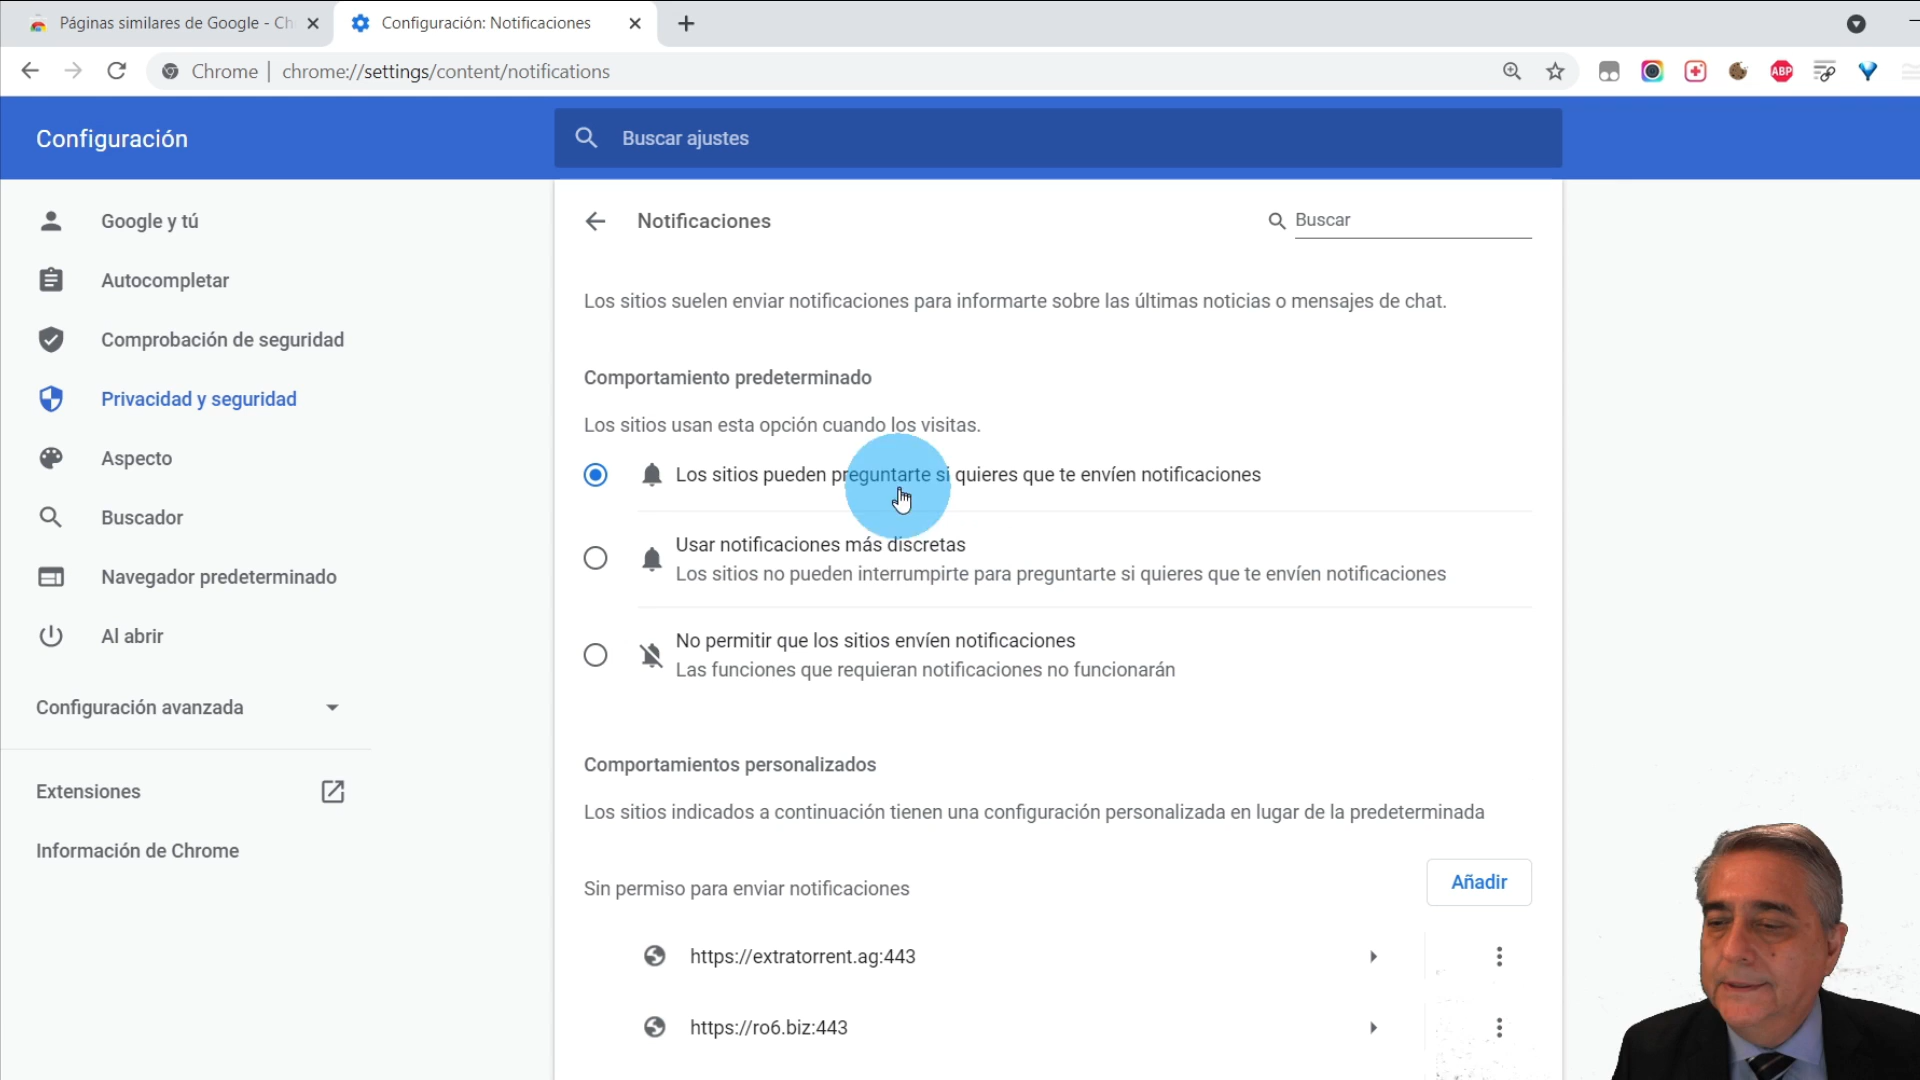 Páginas similares de Google - Ch
Configuración: Notificaciones
Chrome | chrome://settings/content/notifications
ABP
Configuración
Buscar ajustes
Google y tú
Autocompletar
Comprobación de seguridad
Privacidad y seguridad
Aspecto
Buscador
Navegador predeterminado
Al abrir
Configuración avanzada
Extensiones
Información de Chrome
Notificaciones
Buscar
Los sitios suelen enviar notificaciones para informarte sobre las últimas noticias o mensajes de chat.
Comportamiento predeterminado
Los sitios usan esta opción cuando los visitas.
Los sitios pueden preguntarte si quieres que te envíen notificaciones
Usar notificaciones más discretas
Los sitios no pueden interrumpirte para preguntarte si quieres que te envíen notificaciones
No permitir que los sitios envíen notificaciones
Las funciones que requieran notificaciones no funcionarán
Comportamientos personalizados
Los sitios indicados a continuación tienen una configuración personalizada en lugar de la predeterminada
Sin permiso para enviar notificaciones
Añadir
https://extratorrent.ag:443
https://ro6.biz:443